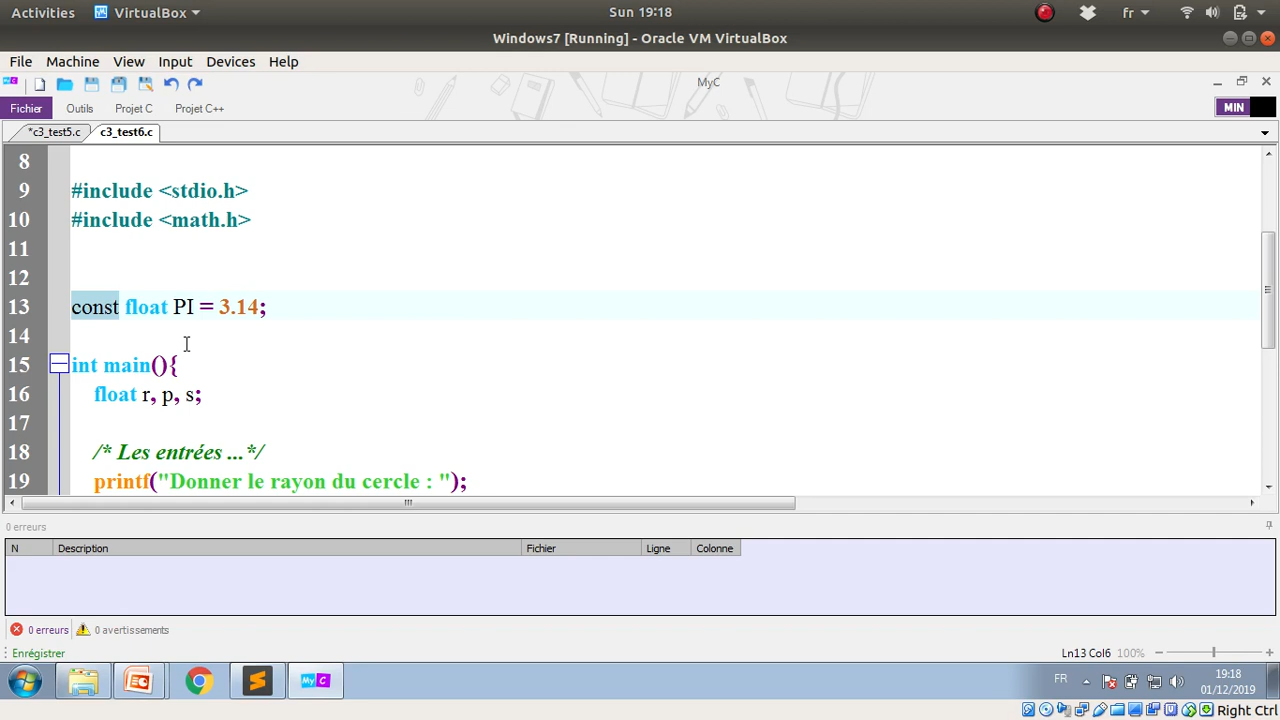 Activities VirtualBox Sun 19:18 fr
Windows7 [Running] - Oracle VM VirtualBox
File Machine View Input Devices Help
MyC
Fichier Outils Projet C Projet C++ MIN
*c3_test5.c c3_test6.c
8
9 #include <stdio.h>
10 #include <math.h>
11
12
13 const float PI = 3.14;
14
15 int main(){
16 float r, p, s;
17
18 /* Les entrées ...*/
19 printf("Donner le rayon du cercle : ");
0 erreurs
N Description Fichier Ligne Colonne
0 erreurs 0 avertissements
Enrégistrer Ln13 Col6 100%
MyC FR 19:18
01/12/2019
Right Ctrl